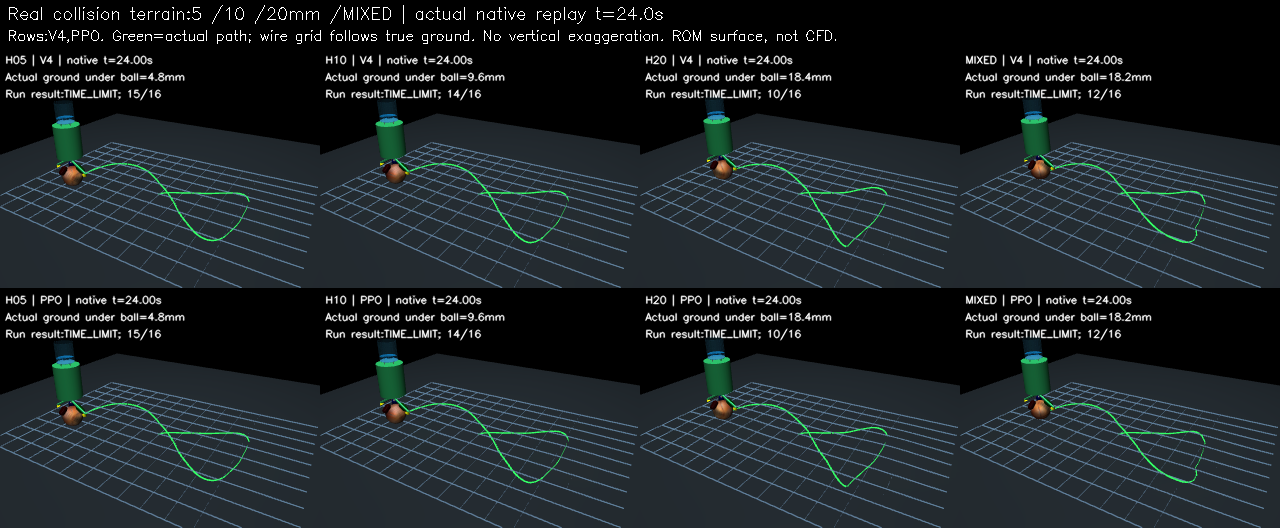 Real collision terrain:5 /10 /20mm /MIXED | actual native replay t=24.0s
Rows:V4,PPO. Green=actual path; wire grid follows true ground. No vertical exaggeration. ROM surface, not CFD.
H05 | V4 | native t=24.00s
Actual ground under ball=4.8mm
Run result:TIME_LIMIT; 15/16
H10 | V4 | native t=24.00s
Actual ground under ball=9.6mm
Run result:TIME_LIMIT; 14/16
H20 | V4 | native t=24.00s
Actual ground under ball=18.4mm
Run result:TIME_LIMIT; 10/16
MIXED | V4 | native t=24.00s
Actual ground under ball=18.2mm
Run result:TIME_LIMIT; 12/16
H05 | PPO | native t=24.00s
Actual ground under ball=4.8mm
Run result:TIME_LIMIT; 15/16
H10 | PPO | native t=24.00s
Actual ground under ball=9.6mm
Run result:TIME_LIMIT; 14/16
H20 | PPO | native t=24.00s
Actual ground under ball=18.4mm
Run result:TIME_LIMIT; 10/16
MIXED | PPO | native t=24.00s
Actual ground under ball=18.2mm
Run result:TIME_LIMIT; 12/16